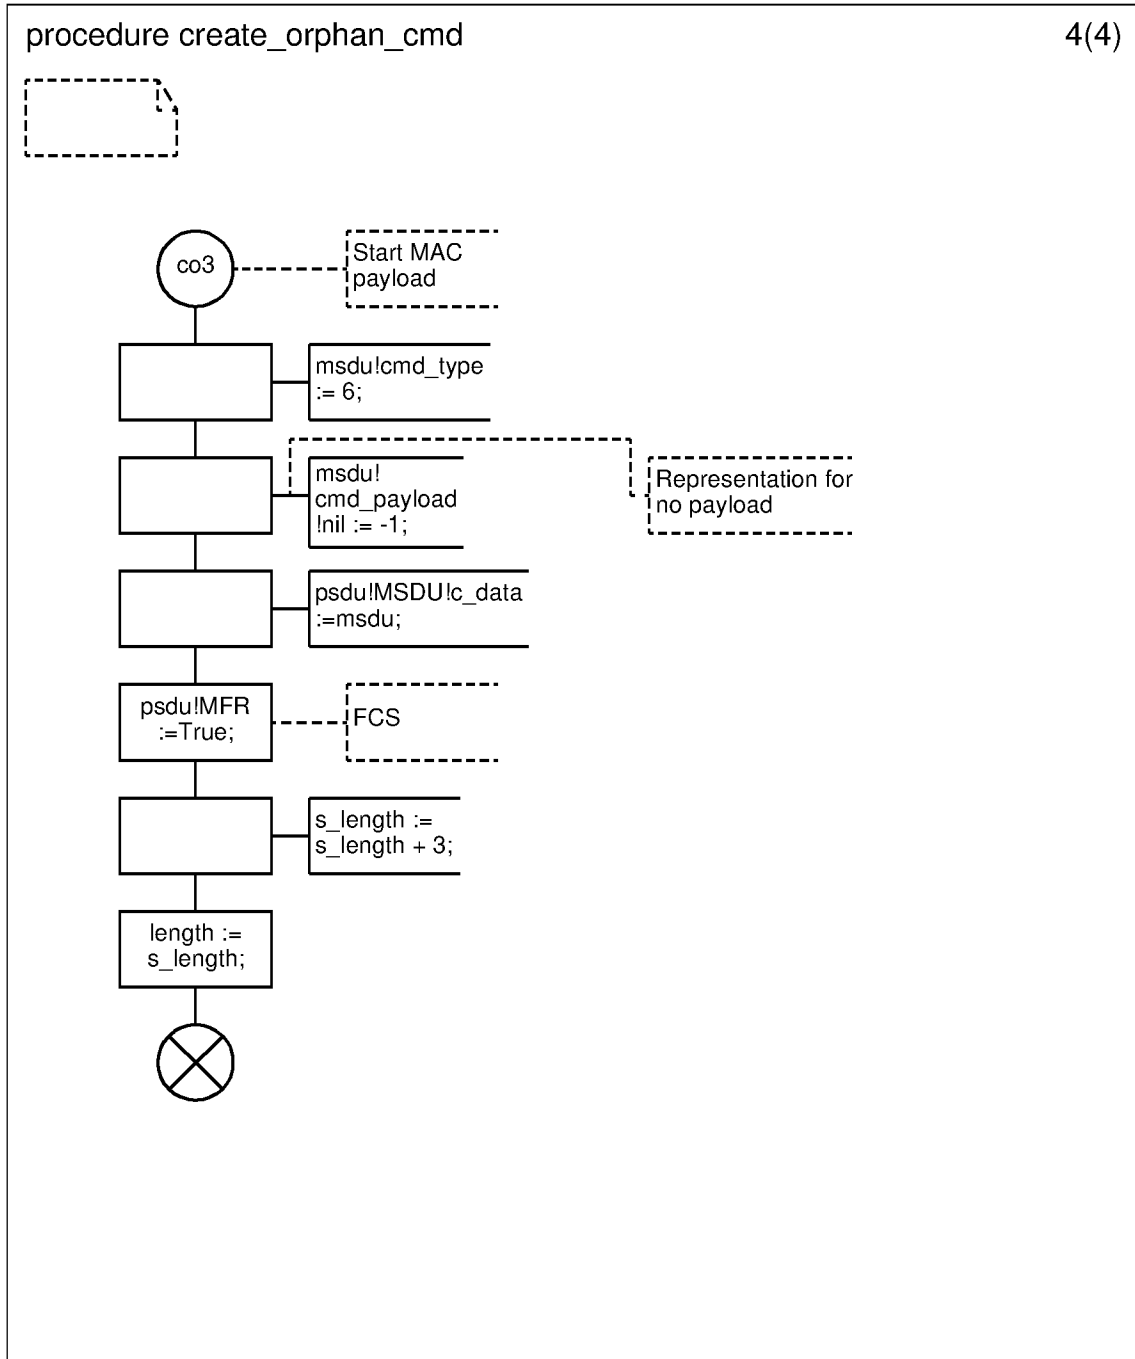 procedure create_orphan_cmd
4(4)
co3
Start MAC
payload
msdu!cmd_type
:= 6;
msdu!
cmd_payload
!nil := -1;
Representation for
no payload
psdu!MSDU!c_data
:=msdu;
psdu!MFR
:=True;
FCS
s_length :=
s_length + 3;
length :=
s_length;